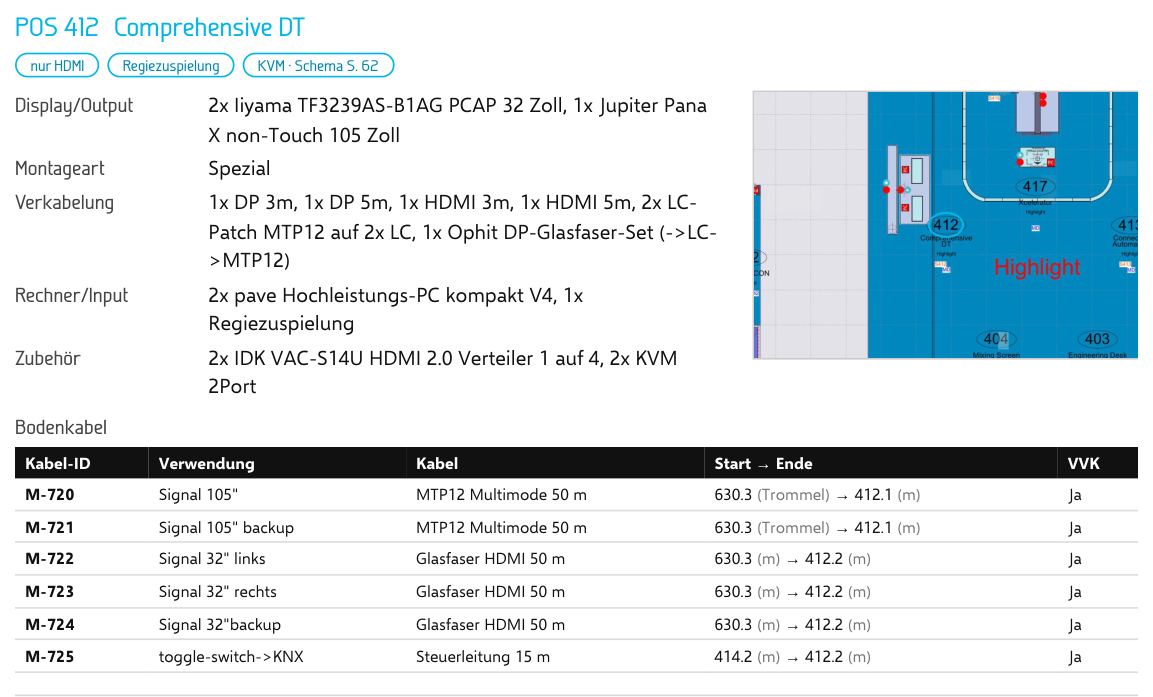 POS 412 Comprehensive DT
nur HDMI Regiezuspielung KVM · Schema S. 62
Display/Output 2x Iiyama TF3239AS-B1AG PCAP 32 Zoll, 1x Jupiter Pana
X non-Touch 105 Zoll
Montageart Spezial
Verkabelung 1x DP 3m, 1x DP 5m, 1x HDMI 3m, 1x HDMI 5m, 2x LC-
Patch MTP12 auf 2x LC, 1x Ophit DP-Glasfaser-Set (->LC-
>MTP12)
Rechner/Input 2x pave Hochleistungs-PC kompakt V4, 1x
Regiezuspielung
Zubehör 2x IDK VAC-S14U HDMI 2.0 Verteiler 1 auf 4, 2x KVM
2Port
417
Xcelerator
Highlight
412
Comprehensive
DT
Highlight
413
Highlight
404
Mixing Screen
403
Engineering Desk
Bodenkabel
Kabel-ID Verwendung Kabel Start → Ende VVK
M-720 Signal 105" MTP12 Multimode 50 m 630.3 (Trommel) → 412.1 (m) Ja
M-721 Signal 105" backup MTP12 Multimode 50 m 630.3 (Trommel) → 412.1 (m) Ja
M-722 Signal 32" links Glasfaser HDMI 50 m 630.3 (m) → 412.2 (m) Ja
M-723 Signal 32" rechts Glasfaser HDMI 50 m 630.3 (m) → 412.2 (m) Ja
M-724 Signal 32"backup Glasfaser HDMI 50 m 630.3 (m) → 412.2 (m) Ja
M-725 toggle-switch->KNX Steuerleitung 15 m 414.2 (m) → 412.2 (m) Ja